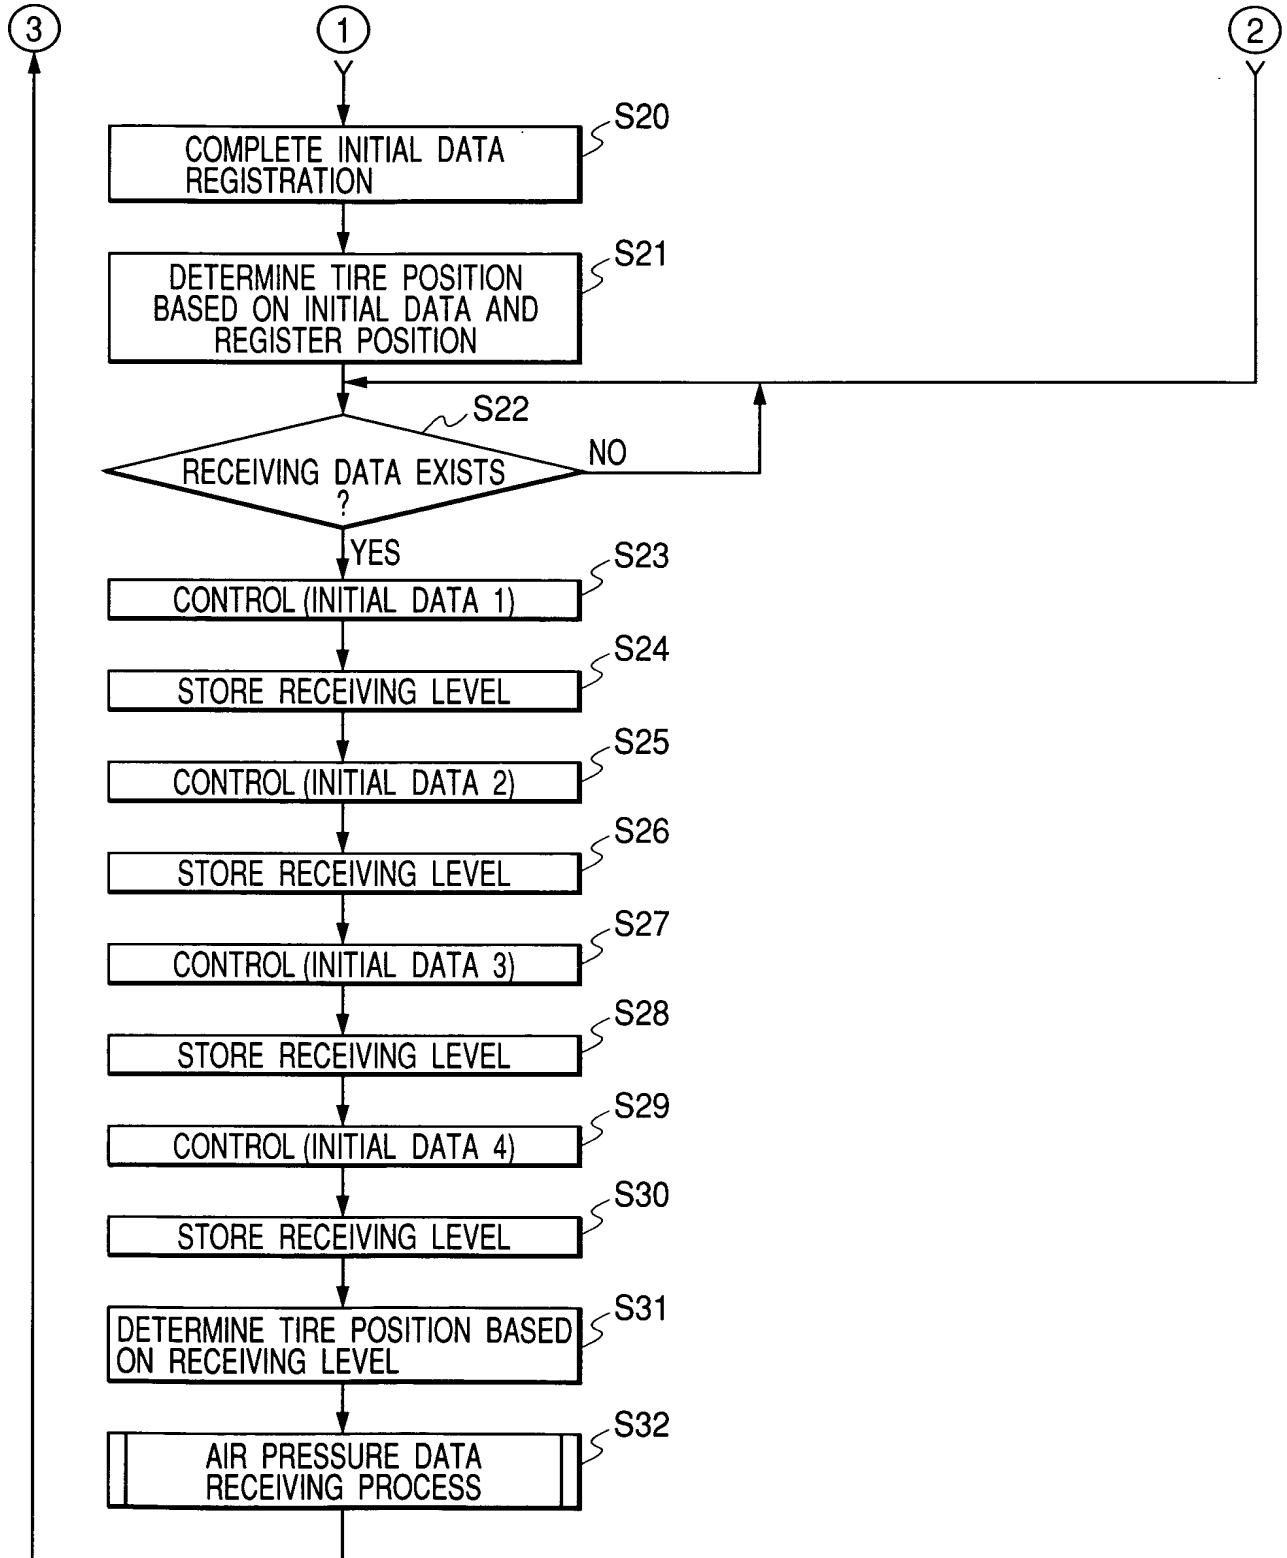 3
1
2
S20
COMPLETE INITIAL DATA
REGISTRATION
S21
DETERMINE TIRE POSITION
BASED ON INITIAL DATA AND
REGISTER POSITION
S22
RECEIVING DATA EXISTS
?
NO
YES
S23
CONTROL (INITIAL DATA 1)
S24
STORE RECEIVING LEVEL
S25
CONTROL (INITIAL DATA 2)
S26
STORE RECEIVING LEVEL
S27
CONTROL (INITIAL DATA 3)
S28
STORE RECEIVING LEVEL
S29
CONTROL (INITIAL DATA 4)
S30
STORE RECEIVING LEVEL
S31
DETERMINE TIRE POSITION BASED
ON RECEIVING LEVEL
S32
AIR PRESSURE DATA
RECEIVING PROCESS